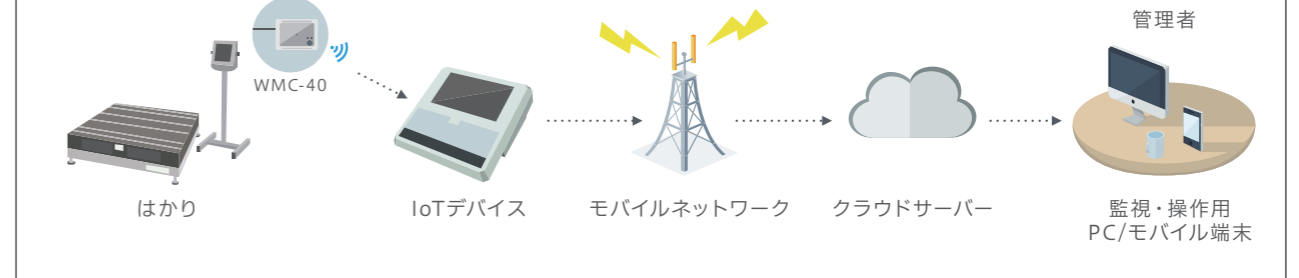 管理者
WMC-40
はかり
IoTデバイス
モバイルネットワーク
クラウドサーバー
監視・操作用
PC/モバイル端末